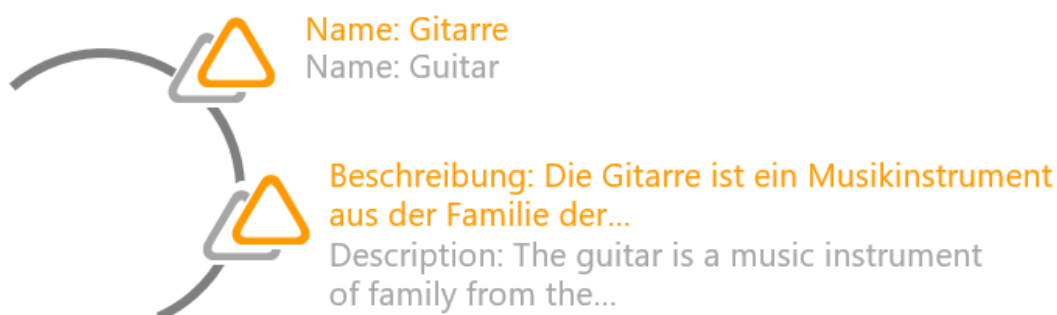 Name: Gitarre
Name: Guitar
Beschreibung: Die Gitarre ist ein Musikinstrument
aus der Familie der...
Description: The guitar is a music instrument
of family from the...